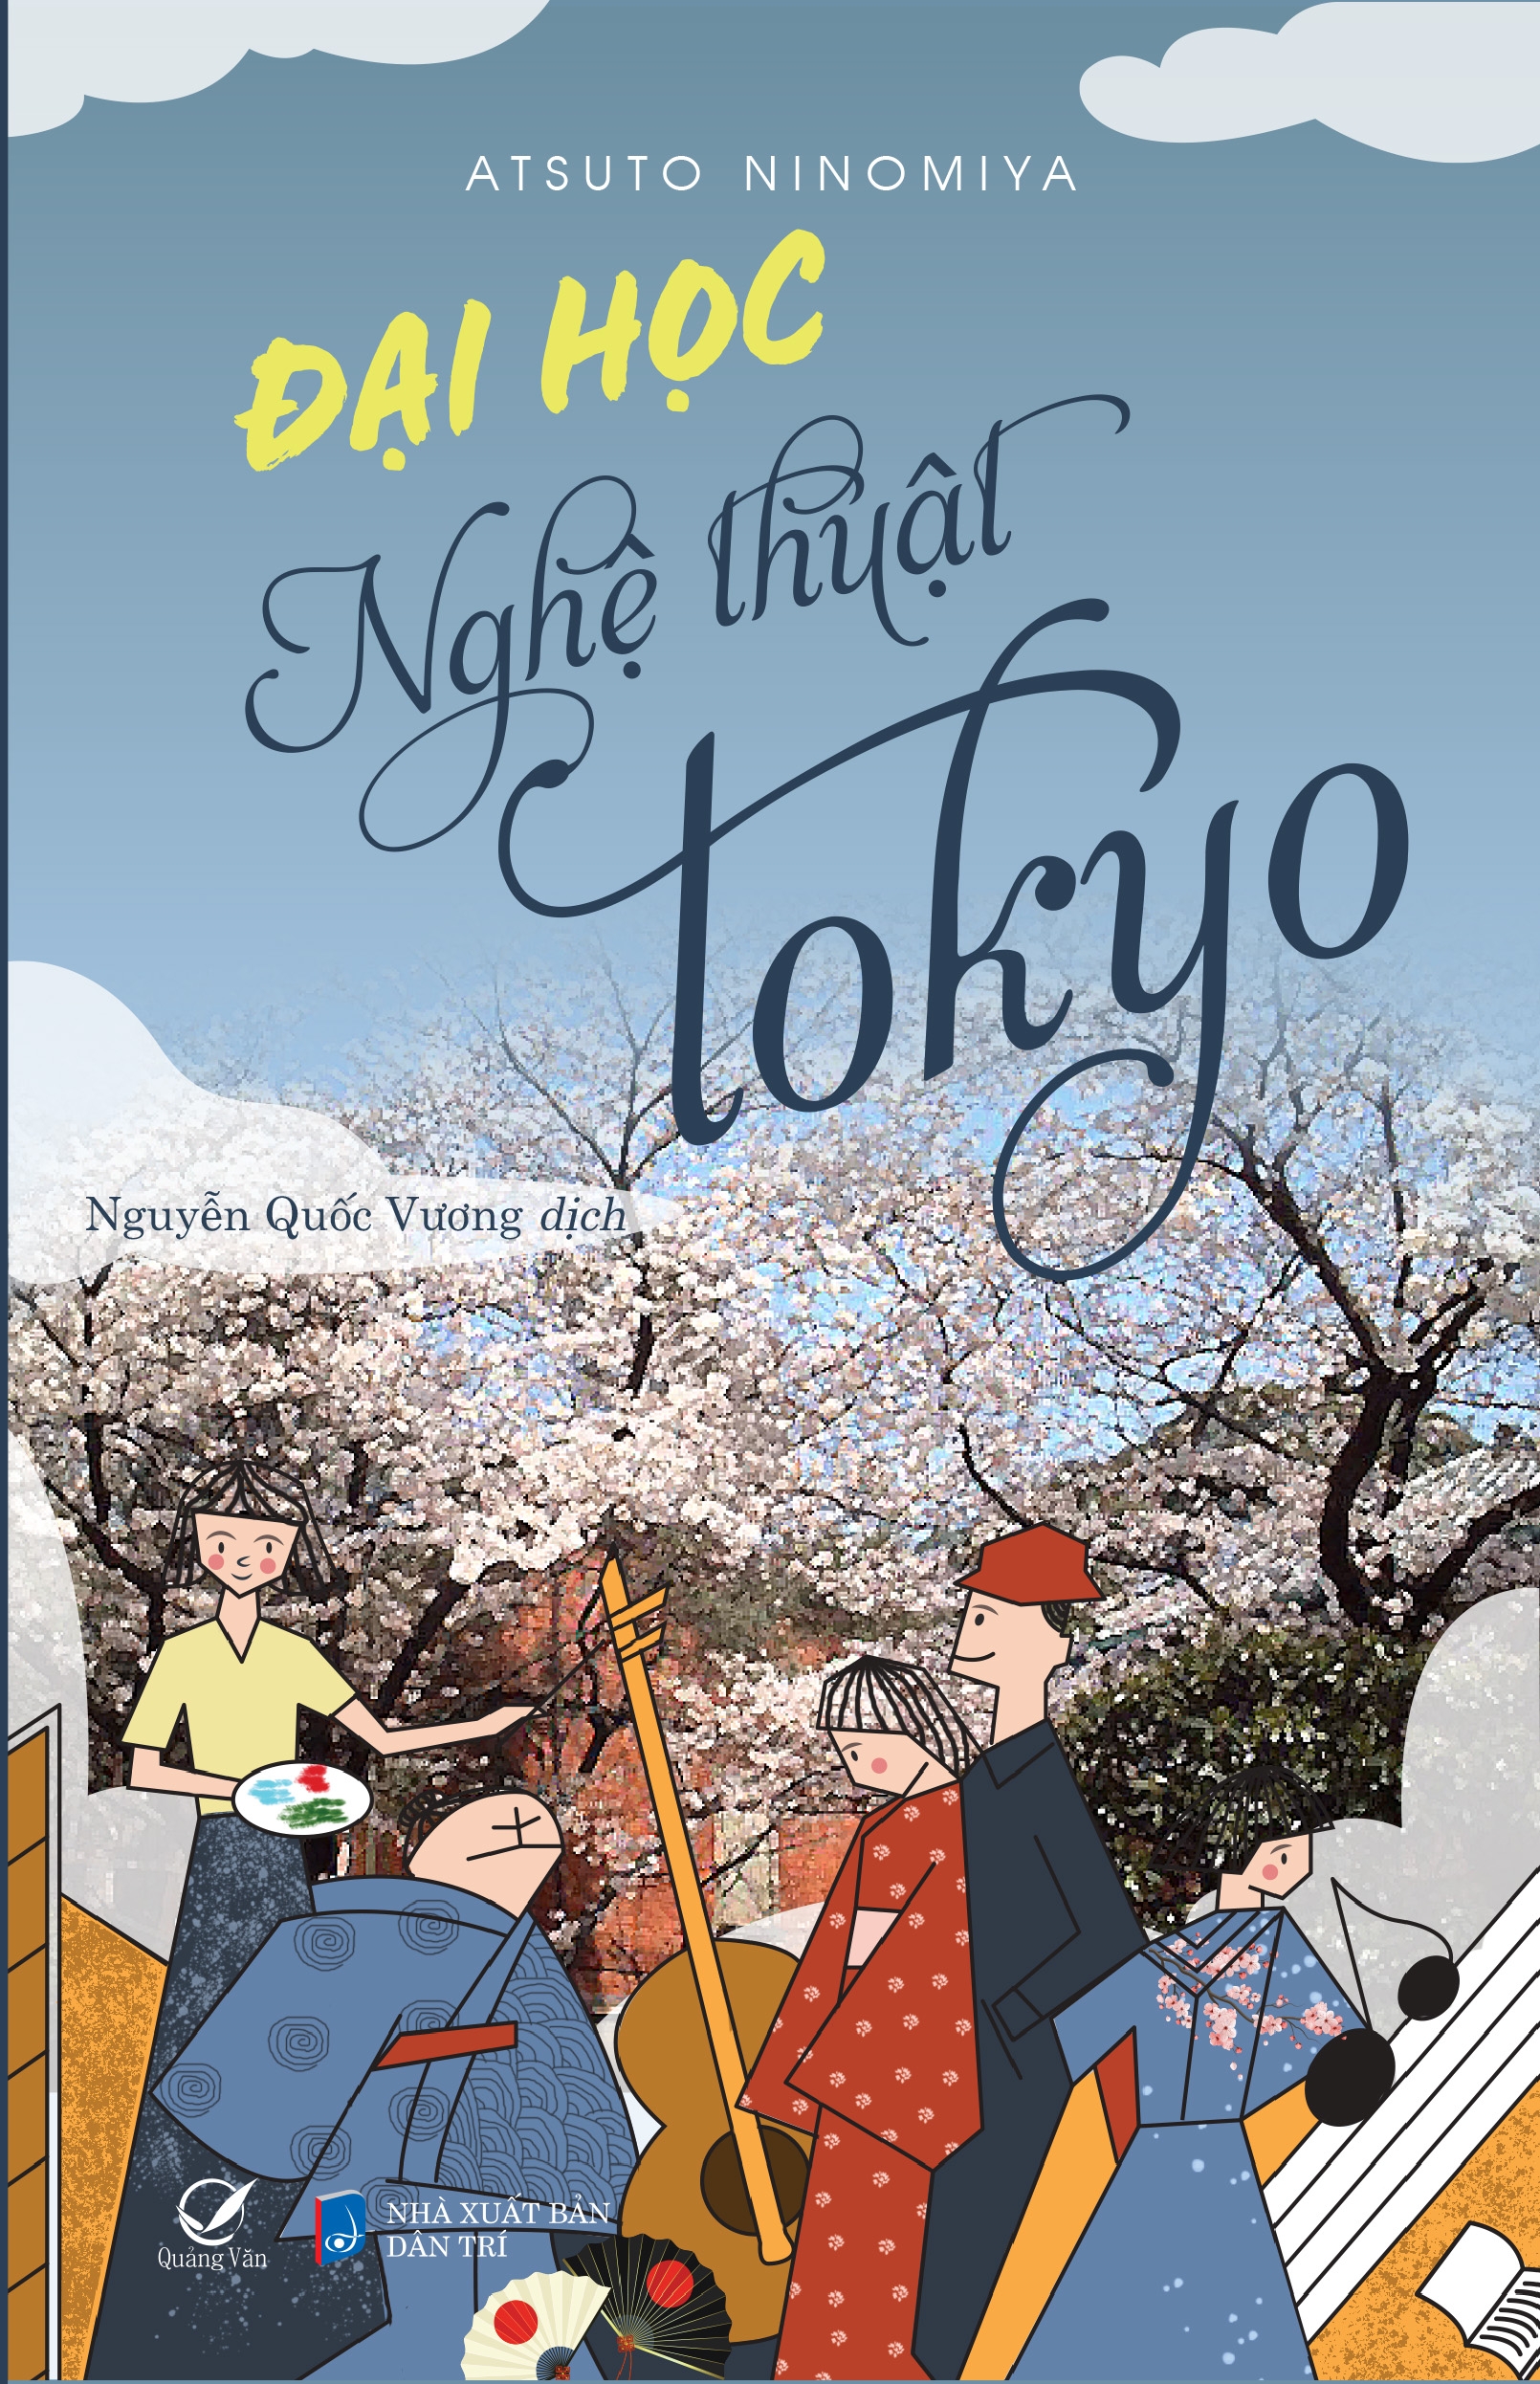 ATSUTO NINOMIYA
ĐẠI HỌC
Nghệ thuật
tokyo
Nguyễn Quốc Vương dịch
Quảng Văn
NHÀ XUẤT BẢN
DÂN TRÍ